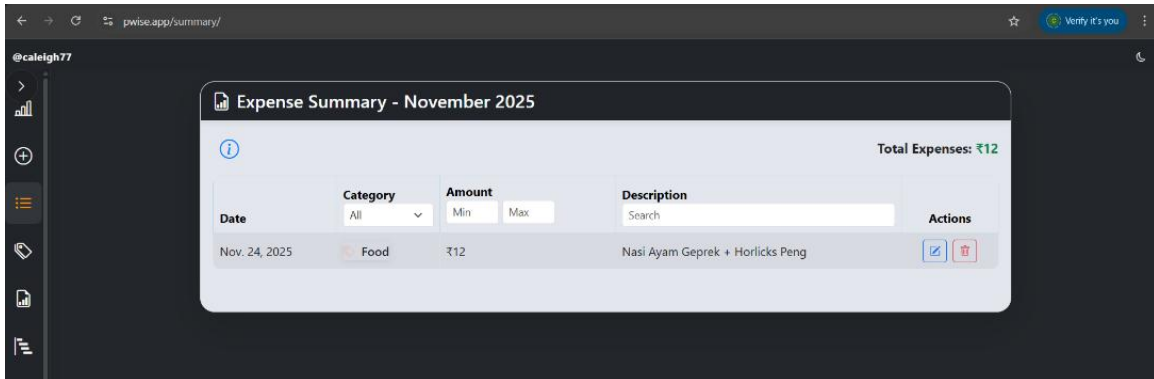 pwise.app/summary/
Verify it's you
@caleigh77
Expense Summary - November 2025
Total Expenses: ₹12
Date Category Amount Description Actions
All Min Max Search
Nov. 24, 2025 Food ₹12 Nasi Ayam Geprek + Horlicks Peng